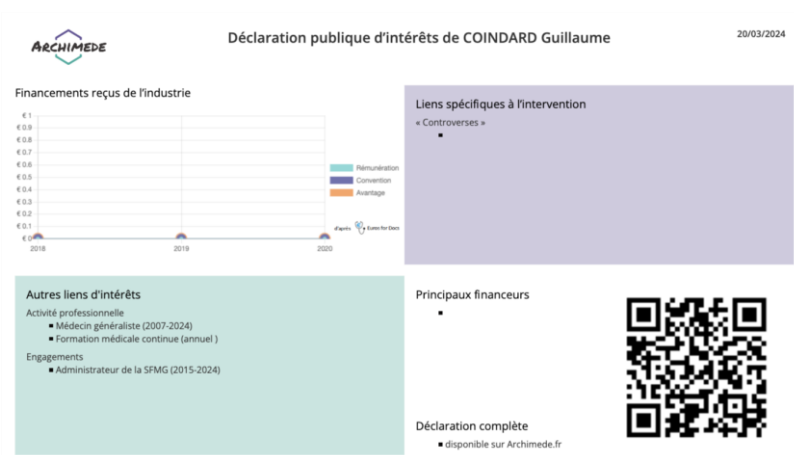 ARCHIMEDE
Déclaration publique d'intérêts de COINDARD Guillaume
20/03/2024
Financements reçus de l'industrie
€ 1
€ 0.9
€ 0.8
€ 0.7
€ 0.6
€ 0.5
€ 0.4
€ 0.3
€ 0.2
€ 0.1
€ 0
2018
2019
2020
Rémunération
Convention
Avantage
d'après
Euros for Docs
Liens spécifiques à l'intervention
« Controverses »
Autres liens d'intérêts
Activité professionnelle
Médecin généraliste (2007-2024)
Formation médicale continue (annuel )
Engagements
Administrateur de la SFMG (2015-2024)
Principaux financeurs
Déclaration complète
disponible sur Archimede.fr